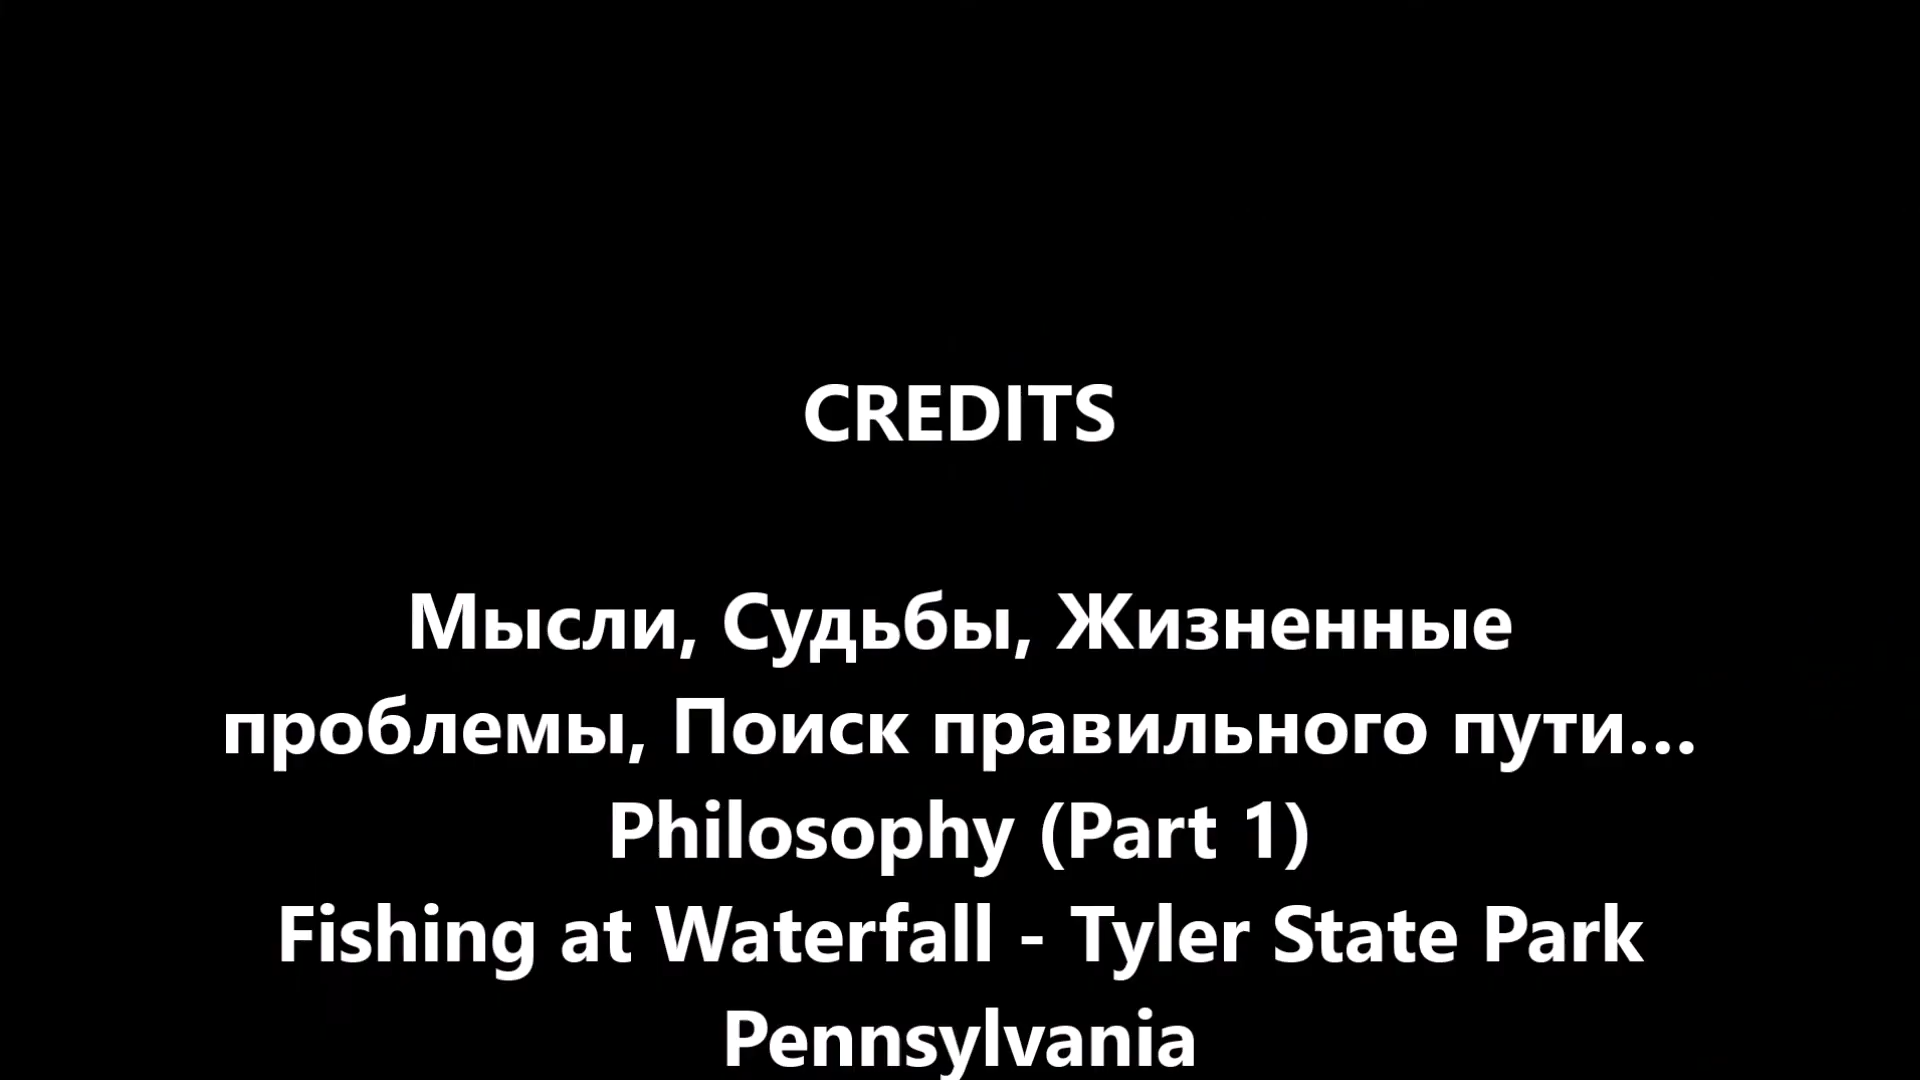 CREDITS
Мысли, Судьбы, Жизненные
проблемы, Поиск правильного пути...
Philosophy (Part 1)
Fishing at Waterfall - Tyler State Park
Pennsylvania